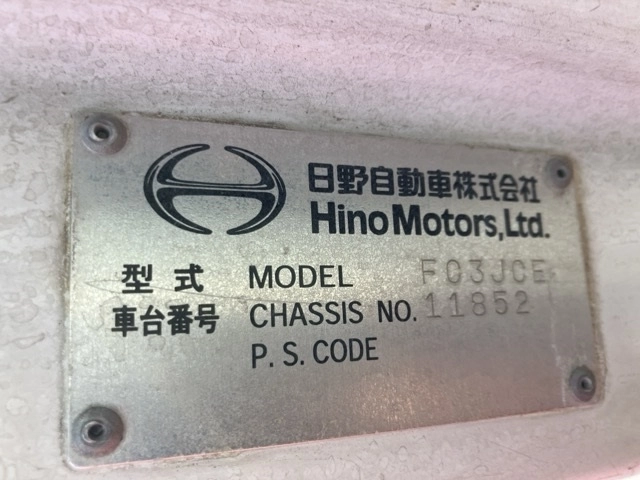 日野自動車株式会社
Hino Motors, Ltd.
型式 MODEL FC3JCE
車台番号 CHASSIS NO. 11852
P. S. CODE